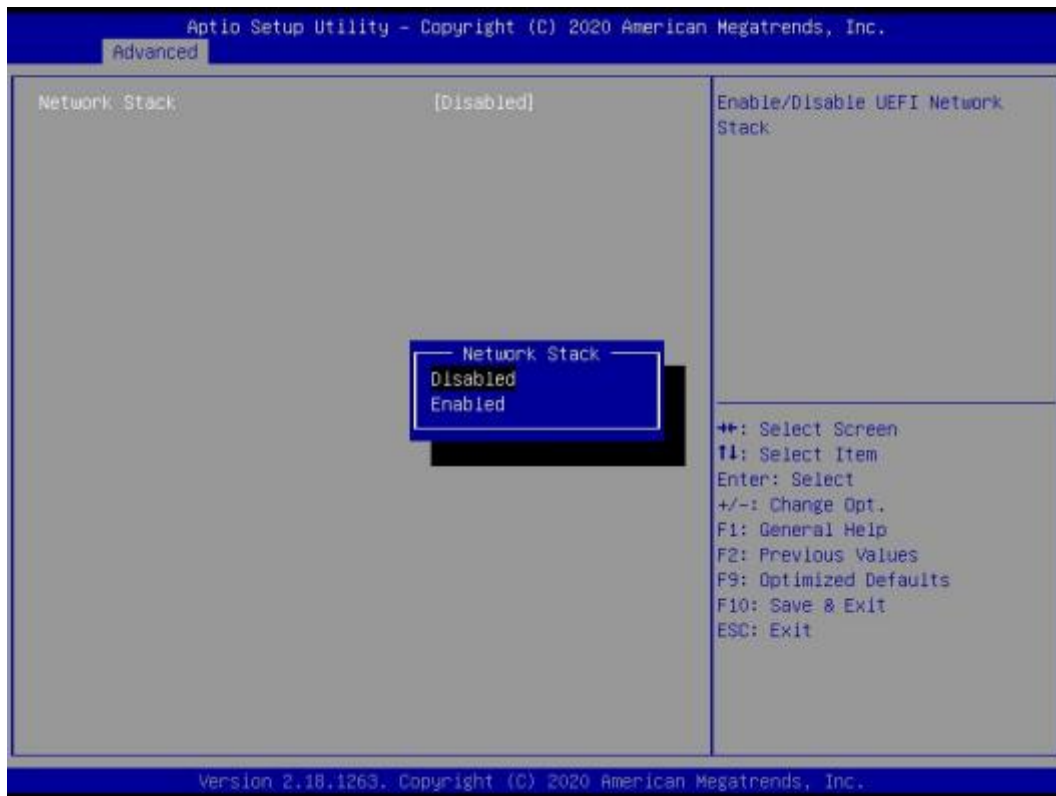 Aptio Setup Utility – Copyright (C) 2020 American Megatrends, Inc.
Advanced
Network Stack [Disabled]
Enable/Disable UEFI Network
Stack
Network Stack
Disabled
Enabled
→←: Select Screen
↑↓: Select Item
Enter: Select
+/-: Change Opt.
F1: General Help
F2: Previous Values
F9: Optimized Defaults
F10: Save & Exit
ESC: Exit
Version 2.18.1263. Copyright (C) 2020 American Megatrends, Inc.